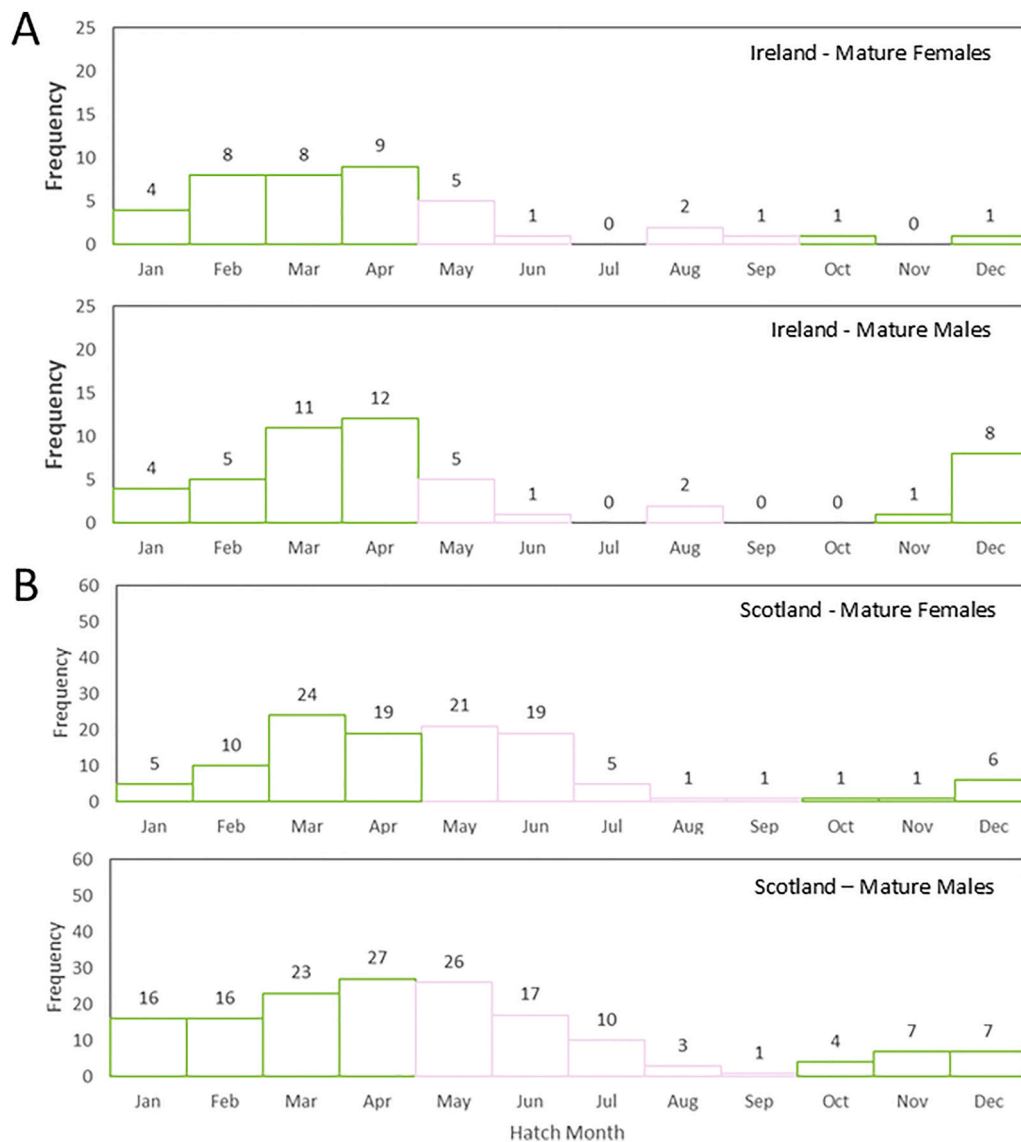 A
Ireland - Mature Females
Frequency
25
20
15
10
5
0
4 8 8 9 5 1 0 2 1 1 0 1
Jan Feb Mar Apr May Jun Jul Aug Sep Oct Nov Dec
Ireland - Mature Males
Frequency
25
20
15
10
5
0
4 5 11 12 5 1 0 2 0 0 1 8
Jan Feb Mar Apr May Jun Jul Aug Sep Oct Nov Dec
B
Scotland - Mature Females
Frequency
60
50
40
30
20
10
0
5 10 24 19 21 19 5 1 1 1 1 6
Jan Feb Mar Apr May Jun Jul Aug Sep Oct Nov Dec
Scotland – Mature Males
Frequency
60
50
40
30
20
10
0
16 16 23 27 26 17 10 3 1 4 7 7
Jan Feb Mar Apr May Jun Jul Aug Sep Oct Nov Dec
Hatch Month